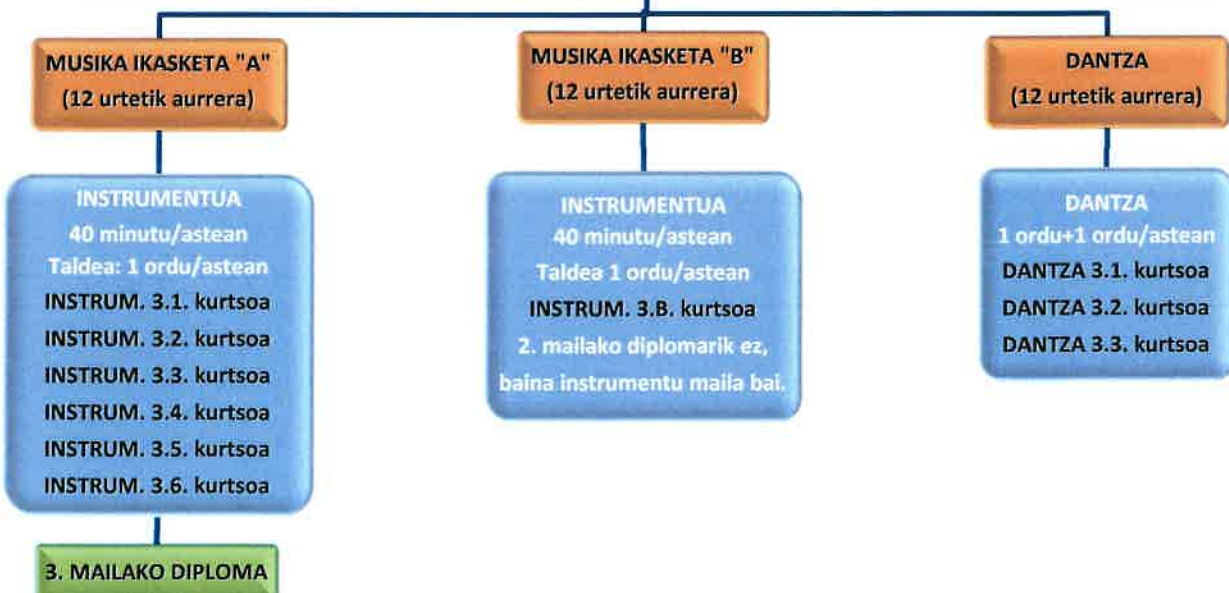 MUSIKA IKASKETA "A"
(12 urtetik aurrera)
INSTRUMENTUA
40 minutu/astean
Taldea: 1 ordu/astean
INSTRUM. 3.1. kurtsoa
INSTRUM. 3.2. kurtsoa
INSTRUM. 3.3. kurtsoa
INSTRUM. 3.4. kurtsoa
INSTRUM. 3.5. kurtsoa
INSTRUM. 3.6. kurtsoa
3. MAILAKO DIPLOMA
MUSIKA IKASKETA "B"
(12 urtetik aurrera)
INSTRUMENTUA
40 minutu/astean
Taldea 1 ordu/astean
INSTRUM. 3.B. kurtsoa
2. mailako diplomarik ez,
baina instrumentu maila bai.
DANTZA
(12 urtetik aurrera)
DANTZA
1 ordu+1 ordu/astean
DANTZA 3.1. kurtsoa
DANTZA 3.2. kurtsoa
DANTZA 3.3. kurtsoa